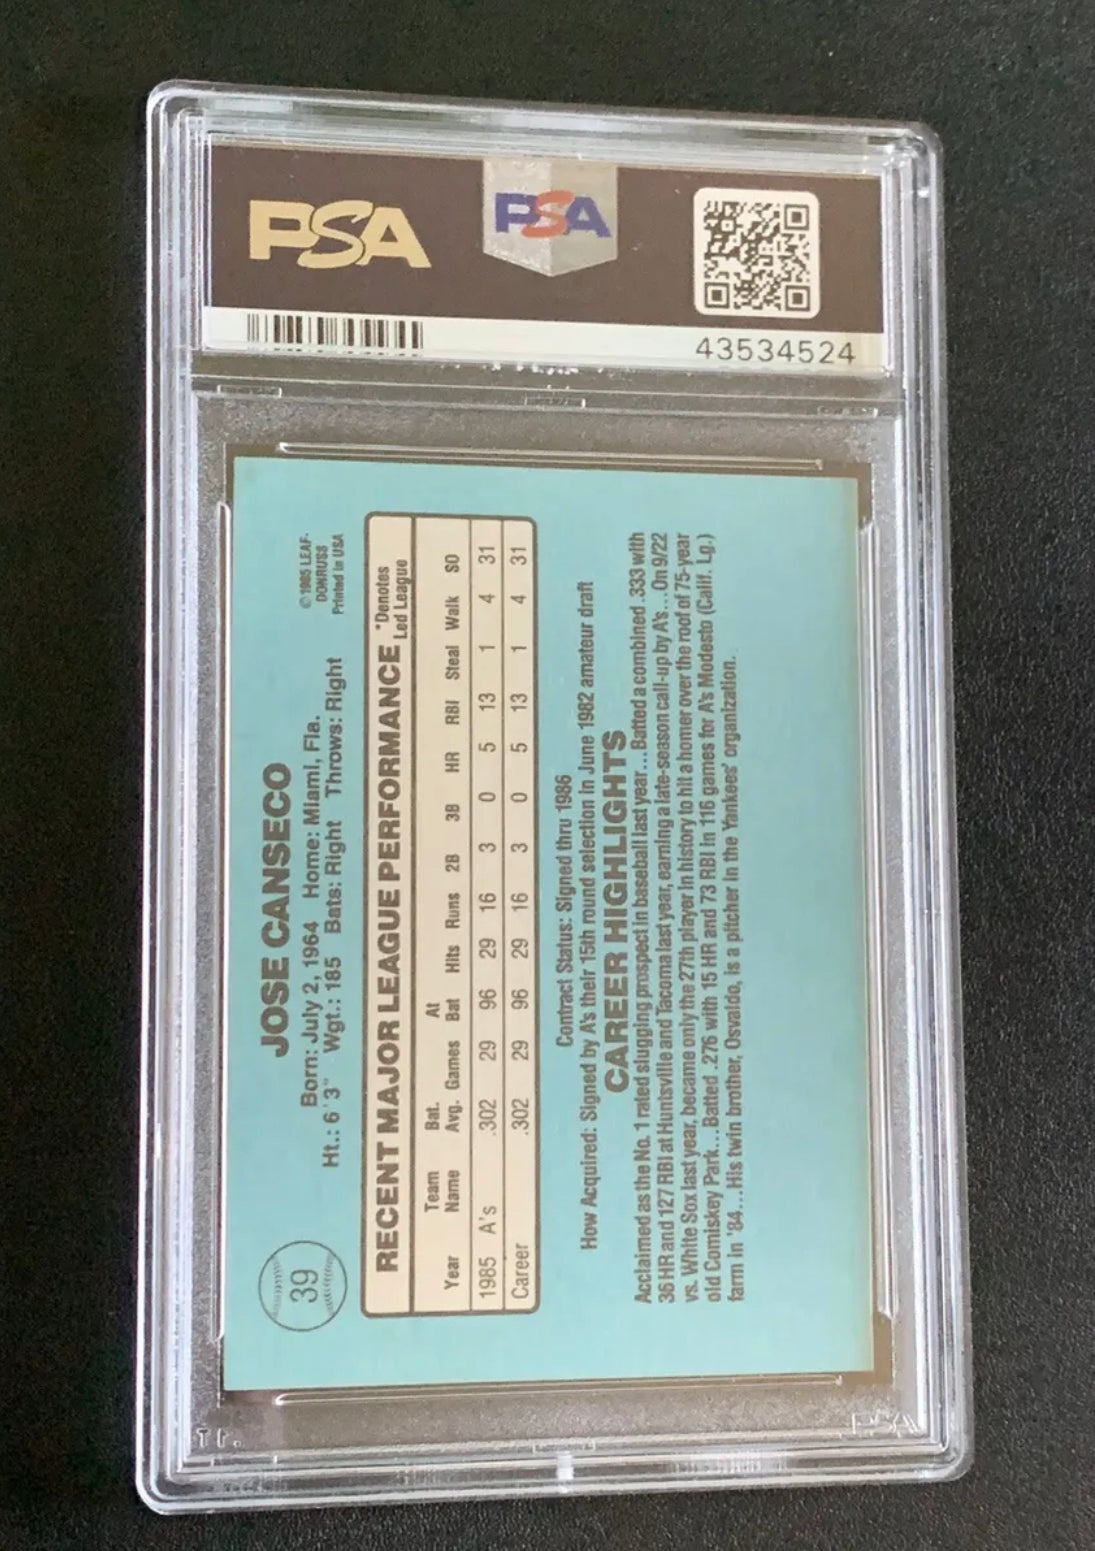 PSA
PSA
43534524
39
JOSE CANSECO
Born: July 2, 1964 Home: Miami, Fla.
Ht.: 6'3" Wgt.: 185 Bats: Right Throws: Right
© 1985 LEAF-
DONRUSS
Printed in USA
RECENT MAJOR LEAGUE PERFORMANCE
*Denotes
Led League
Year Team Name Bat. Avg. Games At Bat Hits Runs 2B 3B HR RBI Steal Walk SO
1985 A's .302 29 96 29 16 3 0 5 13 1 4 31
Career .302 29 96 29 16 3 0 5 13 1 4 31
Contract Status: Signed thru 1986
How Acquired: Signed by A's their 15th round selection in June 1982 amateur draft
CAREER HIGHLIGHTS
Acclaimed as the No. 1 rated slugging prospect in baseball last year...Batted a combined .333 with
36 HR and 127 RBI at Huntsville and Tacoma last year, earning a late-season call-up by A's...On 9/22
vs. White Sox last year, became only the 27th player in history to hit a homer over the roof of 75-year
old Comiskey Park...Batted .276 with 15 HR and 73 RBI in 116 games for A's Modesto (Calif. Lg.)
farm in '84...His twin brother, Osvaldo, is a pitcher in the Yankees' organization.
PSA